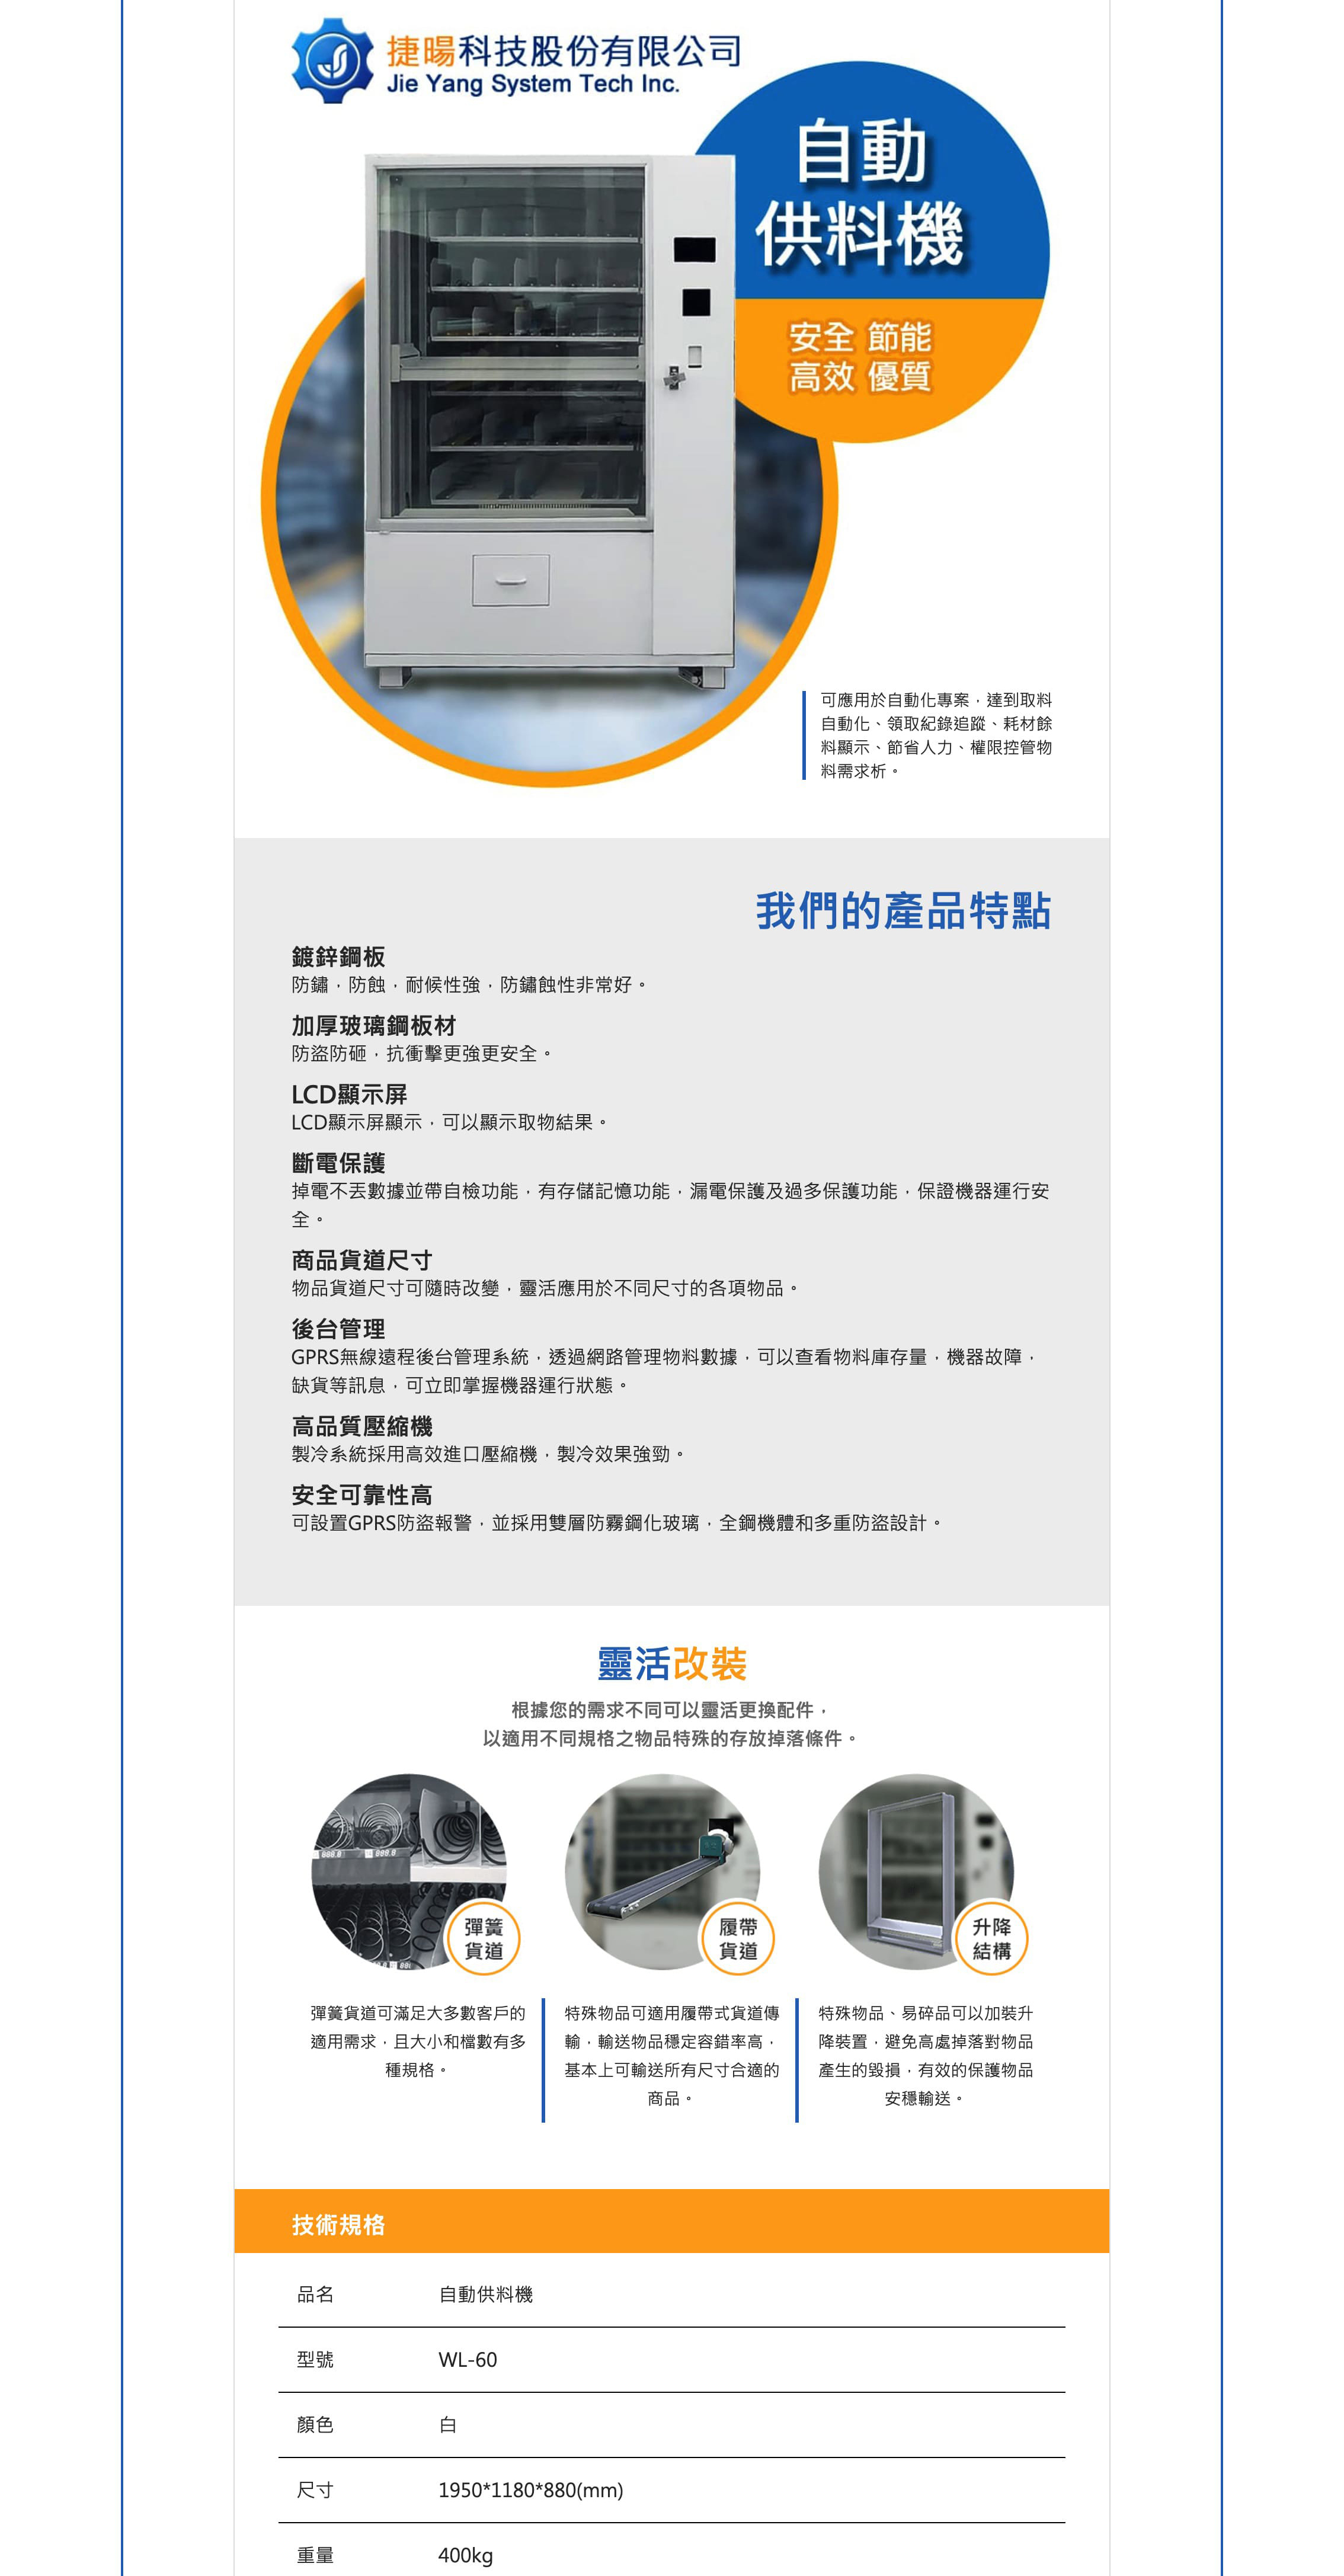 捷暘科技股份有限公司
Jie Yang System Tech Inc.
自動
供料機
安全 節能
高效 優質
可應用於自動化專案，達到取料
自動化、領取紀錄追蹤、耗材餘
料顯示、節省人力、權限控管物
料需求析。
我們的產品特點
鍍鋅鋼板
防鏽，防蝕，耐候性強，防鏽蝕性非常好。
加厚玻璃鋼板材
防盜防砸，抗衝擊更強更安全。
LCD顯示屏
LCD顯示屏顯示，可以顯示取物結果。
斷電保護
掉電不丟數據並帶自檢功能，有存儲記憶功能，漏電保護及過多保護功能，保證機器運行安
全。
商品貨道尺寸
物品貨道尺寸可隨時改變，靈活應用於不同尺寸的各項物品。
後台管理
GPRS無線遠程後台管理系統，透過網路管理物料數據，可以查看物料庫存量，機器故障，
缺貨等訊息，可立即掌握機器運行狀態。
高品質壓縮機
製冷系統採用高效進口壓縮機，製冷效果強勁。
安全可靠性高
可設置GPRS防盜報警，並採用雙層防霧鋼化玻璃，全鋼機體和多重防盜設計。
靈活改裝
根據您的需求不同可以靈活更換配件，
以適用不同規格之物品特殊的存放掉落條件。
彈簧
貨道
履帶
貨道
升降
結構
彈簧貨道可滿足大多數客戶的
適用需求，且大小和檔數有多
種規格。
特殊物品可適用履帶式貨道傳
輸，輸送物品穩定容錯率高，
基本上可輸送所有尺寸合適的
商品。
特殊物品、易碎品可以加裝升
降裝置，避免高處掉落對物品
產生的毀損，有效的保護物品
安穩輸送。
技術規格
品名 自動供料機
型號 WL-60
顏色 白
尺寸 1950*1180*880(mm)
重量 400kg